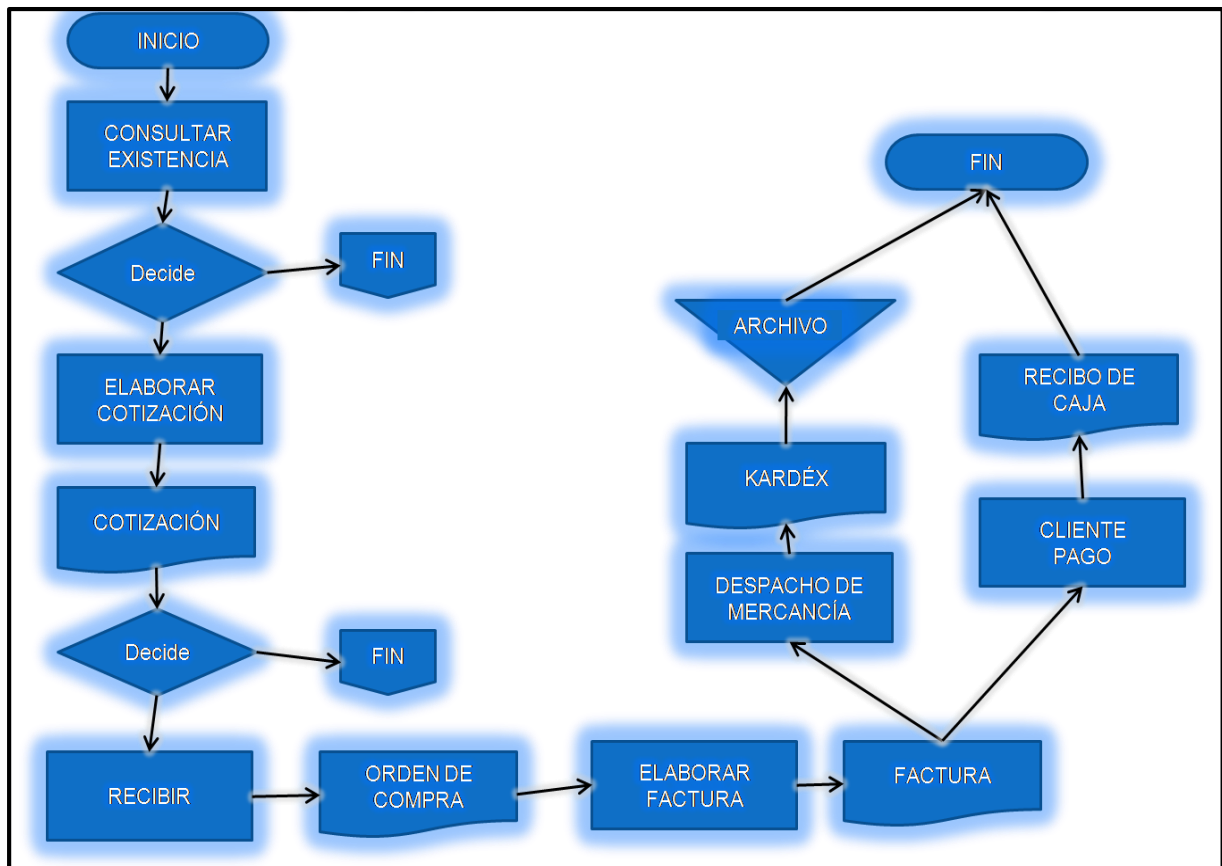 INICIO
CONSULTAR
EXISTENCIA
Decide
FIN
ELABORAR
COTIZACIÓN
COTIZACIÓN
Decide
FIN
RECIBIR
ORDEN DE
COMPRA
ELABORAR
FACTURA
FACTURA
DESPACHO DE
MERCANCÍA
KARDÉX
ARCHIVO
CLIENTE
PAGO
RECIBO DE
CAJA
FIN